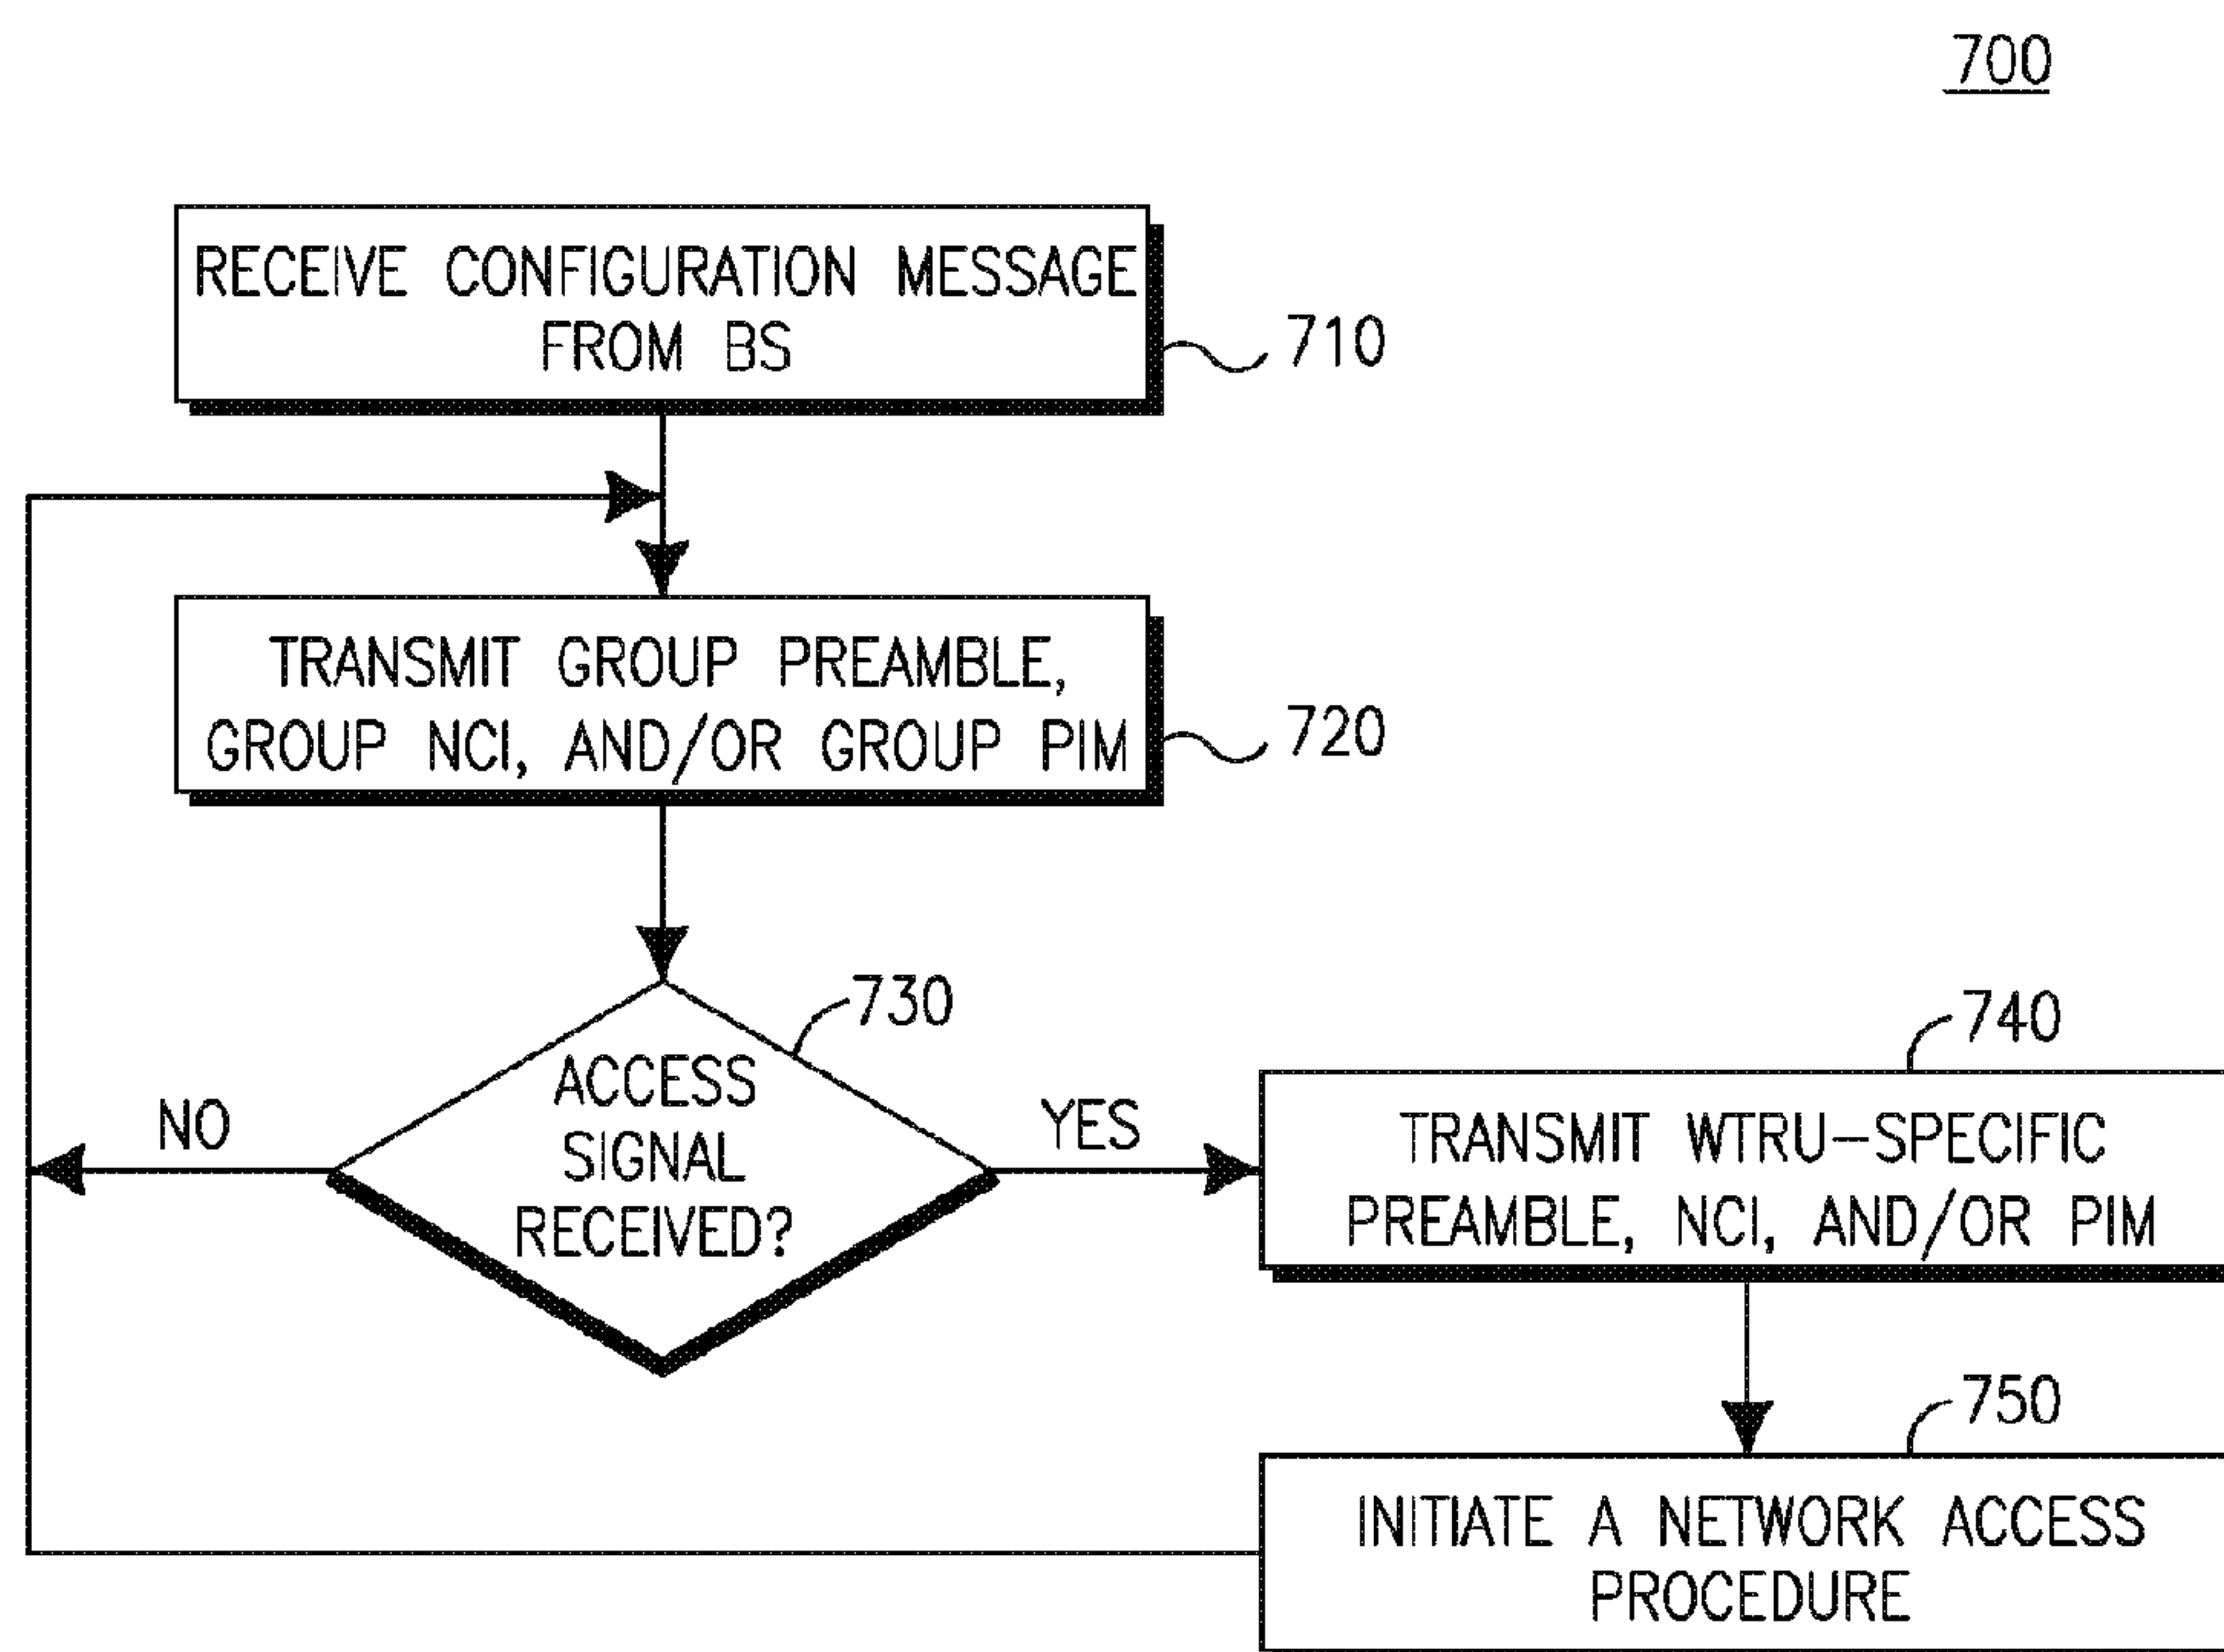 700
RECEIVE CONFIGURATION MESSAGE
FROM BS
710
TRANSMIT GROUP PREAMBLE,
GROUP NCI, AND/OR GROUP PIM
720
730
ACCESS
SIGNAL
RECEIVED?
NO
YES
740
TRANSMIT WTRU-SPECIFIC
PREAMBLE, NCI, AND/OR PIM
750
INITIATE A NETWORK ACCESS
PROCEDURE